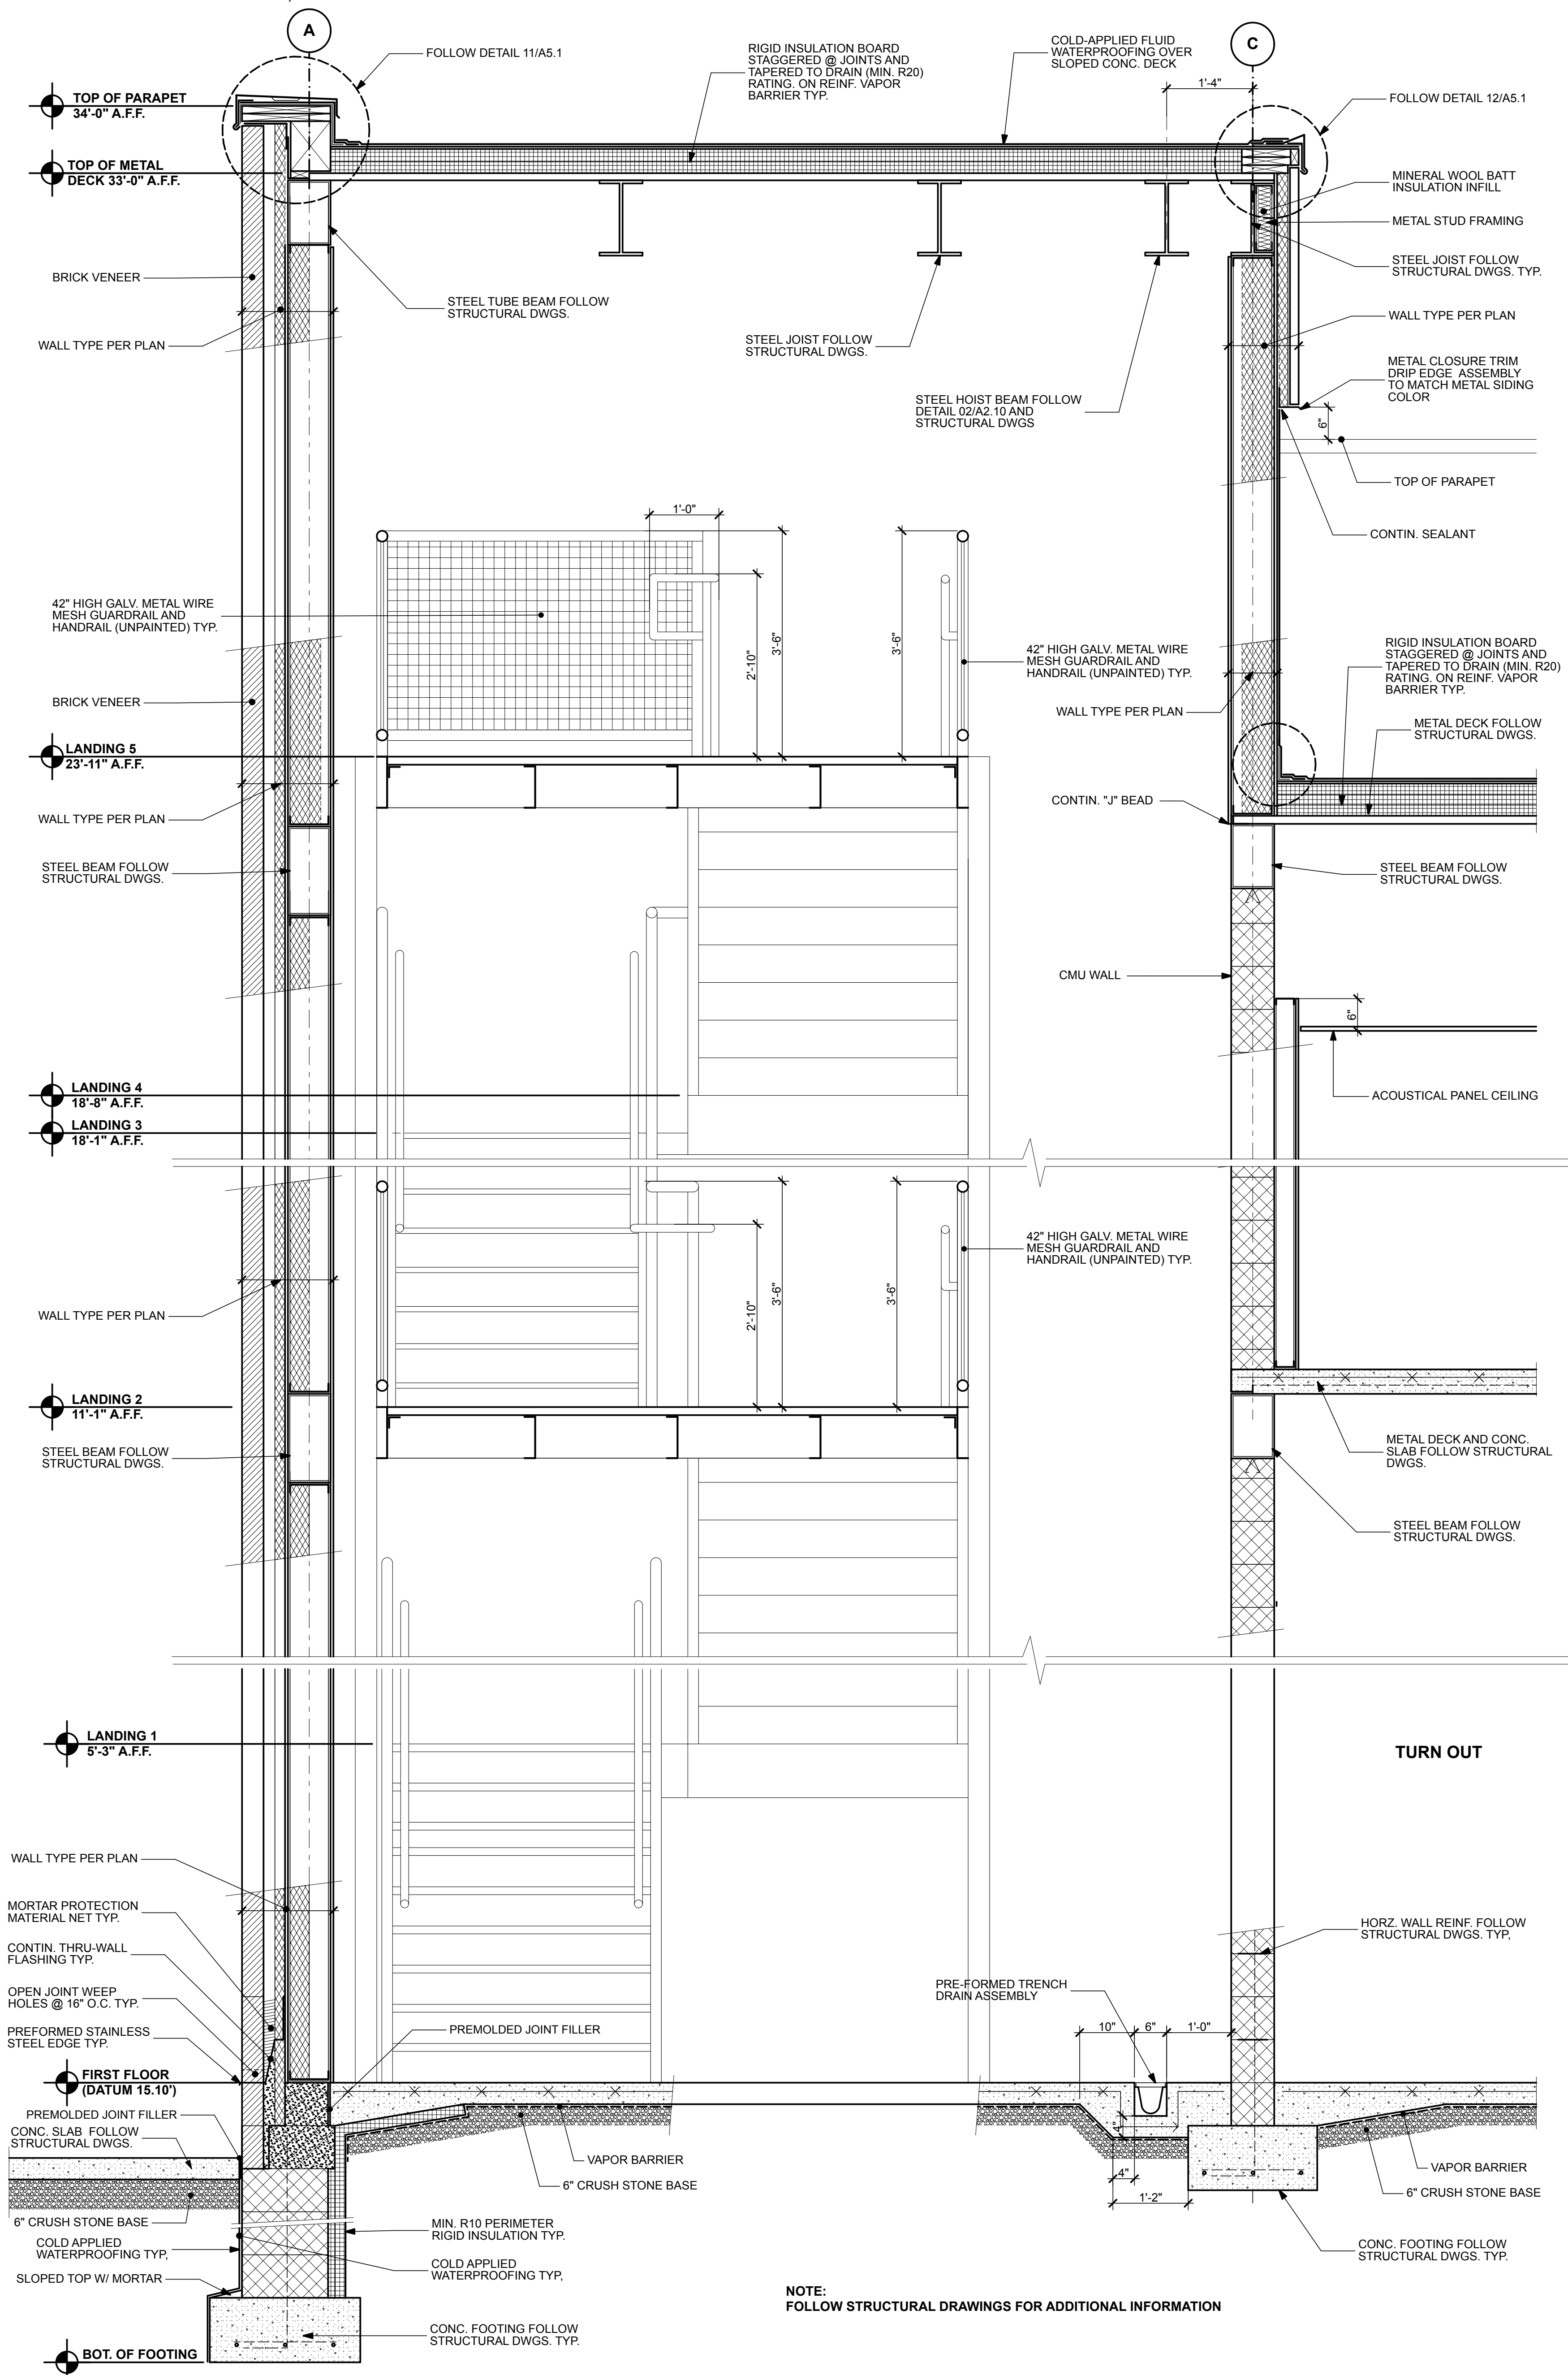 A
C
FOLLOW DETAIL 11/A5.1
RIGID INSULATION BOARD
STAGGERED @ JOINTS AND
TAPERED TO DRAIN (MIN. R20)
RATING. ON REINF. VAPOR
BARRIER TYP.
COLD-APPLIED FLUID
WATERPROOFING OVER
SLOPED CONC. DECK
1'-4"
FOLLOW DETAIL 12/A5.1
TOP OF PARAPET
34'-0" A.F.F.
TOP OF METAL
DECK 33'-0" A.F.F.
MINERAL WOOL BATT
INSULATION INFILL
METAL STUD FRAMING
STEEL JOIST FOLLOW
STRUCTURAL DWGS. TYP.
BRICK VENEER
STEEL TUBE BEAM FOLLOW
STRUCTURAL DWGS.
WALL TYPE PER PLAN
WALL TYPE PER PLAN
STEEL JOIST FOLLOW
STRUCTURAL DWGS.
METAL CLOSURE TRIM
DRIP EDGE ASSEMBLY
TO MATCH METAL SIDING
COLOR
STEEL HOIST BEAM FOLLOW
DETAIL 02/A2.10 AND
STRUCTURAL DWGS
6"
TOP OF PARAPET
CONTIN. SEALANT
1'-0"
42" HIGH GALV. METAL WIRE
MESH GUARDRAIL AND
HANDRAIL (UNPAINTED) TYP.
2'-10"
3'-6"
3'-6"
42" HIGH GALV. METAL WIRE
MESH GUARDRAIL AND
HANDRAIL (UNPAINTED) TYP.
RIGID INSULATION BOARD
STAGGERED @ JOINTS AND
TAPERED TO DRAIN (MIN. R20)
RATING. ON REINF. VAPOR
BARRIER TYP.
BRICK VENEER
WALL TYPE PER PLAN
METAL DECK FOLLOW
STRUCTURAL DWGS.
LANDING 5
23'-11" A.F.F.
CONTIN. "J" BEAD
WALL TYPE PER PLAN
STEEL BEAM FOLLOW
STRUCTURAL DWGS.
STEEL BEAM FOLLOW
STRUCTURAL DWGS.
CMU WALL
6"
ACOUSTICAL PANEL CEILING
LANDING 4
18'-8" A.F.F.
LANDING 3
18'-1" A.F.F.
42" HIGH GALV. METAL WIRE
MESH GUARDRAIL AND
HANDRAIL (UNPAINTED) TYP.
2'-10"
3'-6"
3'-6"
WALL TYPE PER PLAN
LANDING 2
11'-1" A.F.F.
STEEL BEAM FOLLOW
STRUCTURAL DWGS.
METAL DECK AND CONC.
SLAB FOLLOW STRUCTURAL
DWGS.
STEEL BEAM FOLLOW
STRUCTURAL DWGS.
LANDING 1
5'-3" A.F.F.
TURN OUT
WALL TYPE PER PLAN
MORTAR PROTECTION
MATERIAL NET TYP.
CONTIN. THRU-WALL
FLASHING TYP.
OPEN JOINT WEEP
HOLES @ 16" O.C. TYP.
PREFORMED STAINLESS
STEEL EDGE TYP.
HORZ. WALL REINF. FOLLOW
STRUCTURAL DWGS. TYP,
PRE-FORMED TRENCH
DRAIN ASSEMBLY
PREMOLDED JOINT FILLER
10"
6"
1'-0"
FIRST FLOOR
(DATUM 15.10')
PREMOLDED JOINT FILLER
CONC. SLAB FOLLOW
STRUCTURAL DWGS.
4"
4"
1'-2"
VAPOR BARRIER
6" CRUSH STONE BASE
VAPOR BARRIER
6" CRUSH STONE BASE
6" CRUSH STONE BASE
COLD APPLIED
WATERPROOFING TYP,
MIN. R10 PERIMETER
RIGID INSULATION TYP.
SLOPED TOP W/ MORTAR
COLD APPLIED
WATERPROOFING TYP,
CONC. FOOTING FOLLOW
STRUCTURAL DWGS. TYP.
NOTE:
FOLLOW STRUCTURAL DRAWINGS FOR ADDITIONAL INFORMATION
CONC. FOOTING FOLLOW
STRUCTURAL DWGS. TYP.
BOT. OF FOOTING